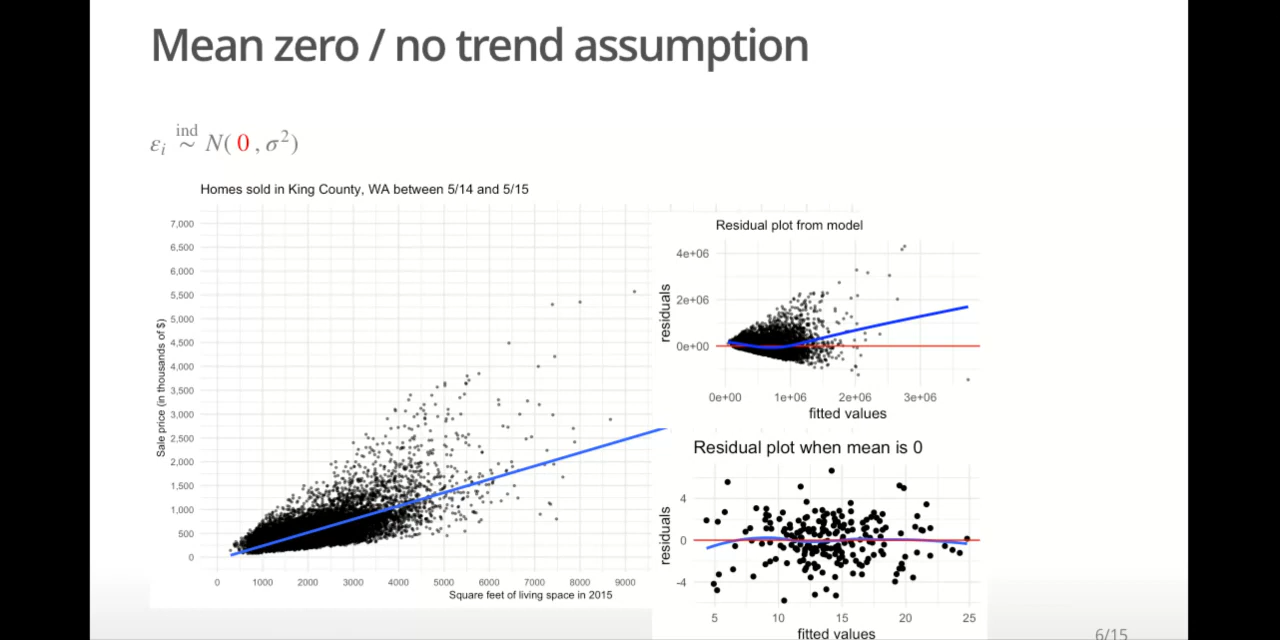 Mean zero / no trend assumption
ε_i ind ~ N( 0 , σ²)
Homes sold in King County, WA between 5/14 and 5/15
Sale price (in thousands of $)
7,000
6,500
6,000
5,500
5,000
4,500
4,000
3,500
3,000
2,500
2,000
1,500
1,000
500
0
0 1000 2000 3000 4000 5000 6000 7000 8000 9000
Square feet of living space in 2015
Residual plot from model
residuals
4e+06
2e+06
0e+00
0e+00 1e+06 2e+06 3e+06
fitted values
Residual plot when mean is 0
residuals
4
0
-4
5 10 15 20 25
fitted values
6/15